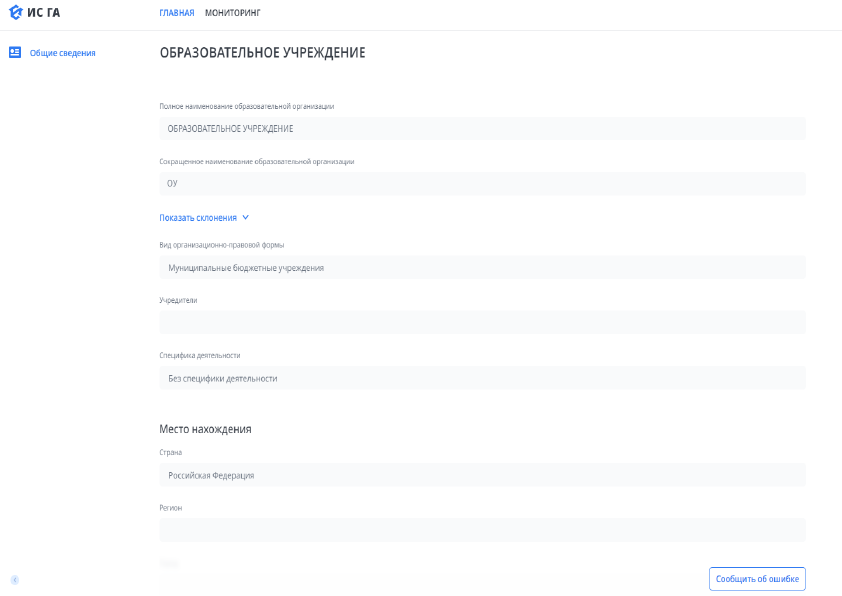 ИС ГА
ГЛАВНАЯ МОНИТОРИНГ
Общие сведения
ОБРАЗОВАТЕЛЬНОЕ УЧРЕЖДЕНИЕ
Полное наименование образовательной организации
ОБРАЗОВАТЕЛЬНОЕ УЧРЕЖДЕНИЕ
Сокращенное наименование образовательной организации
ОУ
Показать склонения
Вид организационно-правовой формы
Муниципальные бюджетные учреждения
Учредители
Специфика деятельности
Без специфики деятельности
Место нахождения
Страна
Российская Федерация
Регион
Сообщить об ошибке